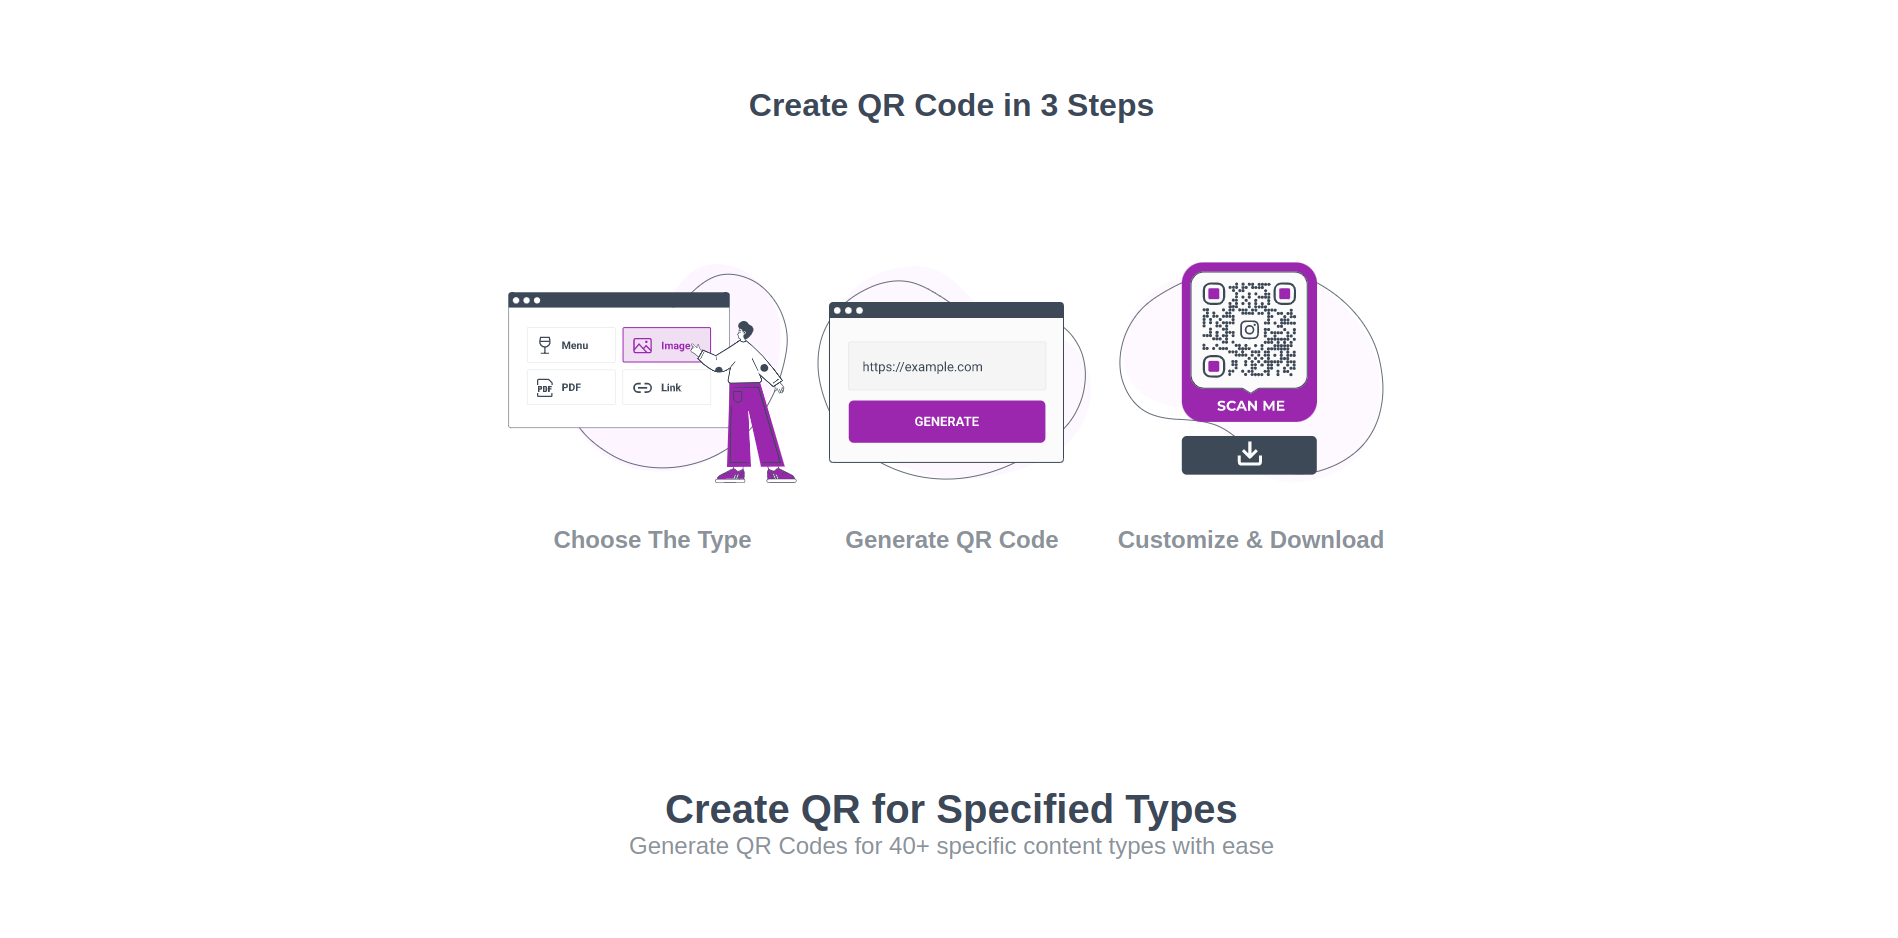 Create QR Code in 3 Steps
Menu
Image
PDF
PDF
Link
https://example.com
GENERATE
SCAN ME
Choose The Type
Generate QR Code
Customize & Download
Create QR for Specified Types
Generate QR Codes for 40+ specific content types with ease